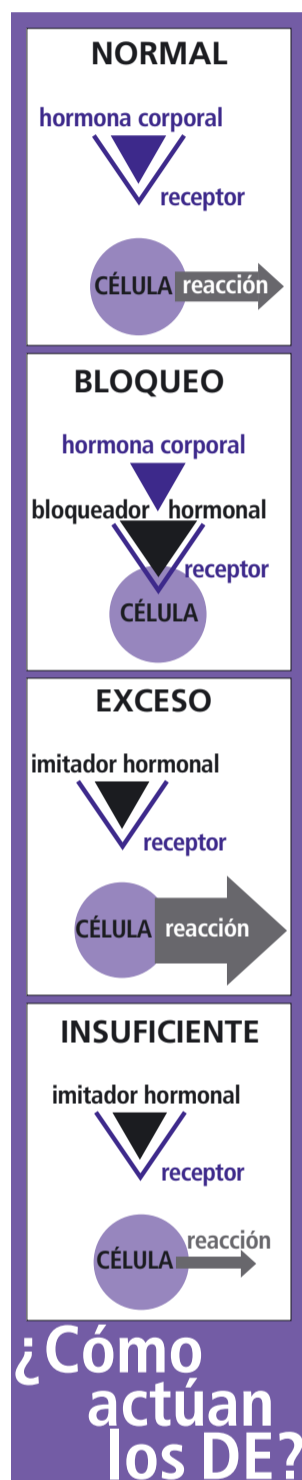 NORMAL
hormona corporal
receptor
CÉLULA reacción
BLOQUEO
hormona corporal
bloqueador hormonal
receptor
CÉLULA
EXCESO
imitador hormonal
receptor
CÉLULA reacción
INSUFICIENTE
imitador hormonal
receptor
reacción
CÉLULA
¿Cómo
actúan
los DE?